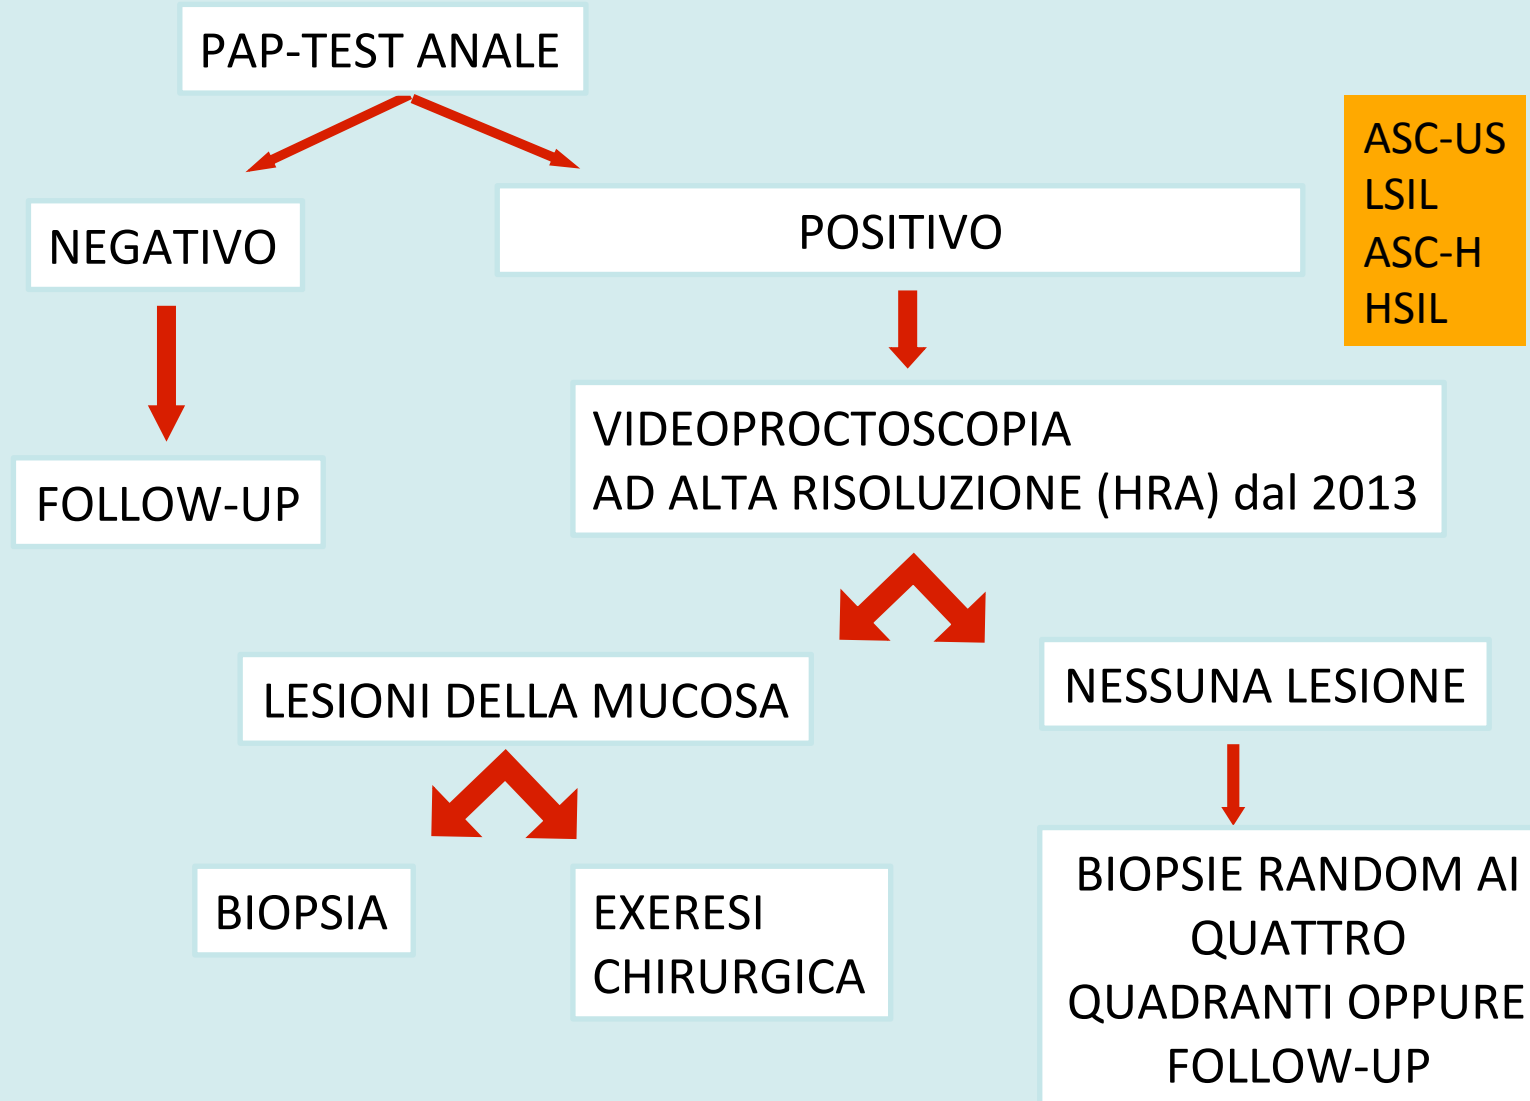 PAP-TEST ANALE
NEGATIVO
POSITIVO
ASC-US
LSIL
ASC-H
HSIL
FOLLOW-UP
VIDEOPROCTOSCOPIA
AD ALTA RISOLUZIONE (HRA) dal 2013
LESIONI DELLA MUCOSA
NESSUNA LESIONE
BIOPSIA
EXERESI
CHIRURGICA
BIOPSIE RANDOM AI
QUATTRO
QUADRANTI OPPURE
FOLLOW-UP